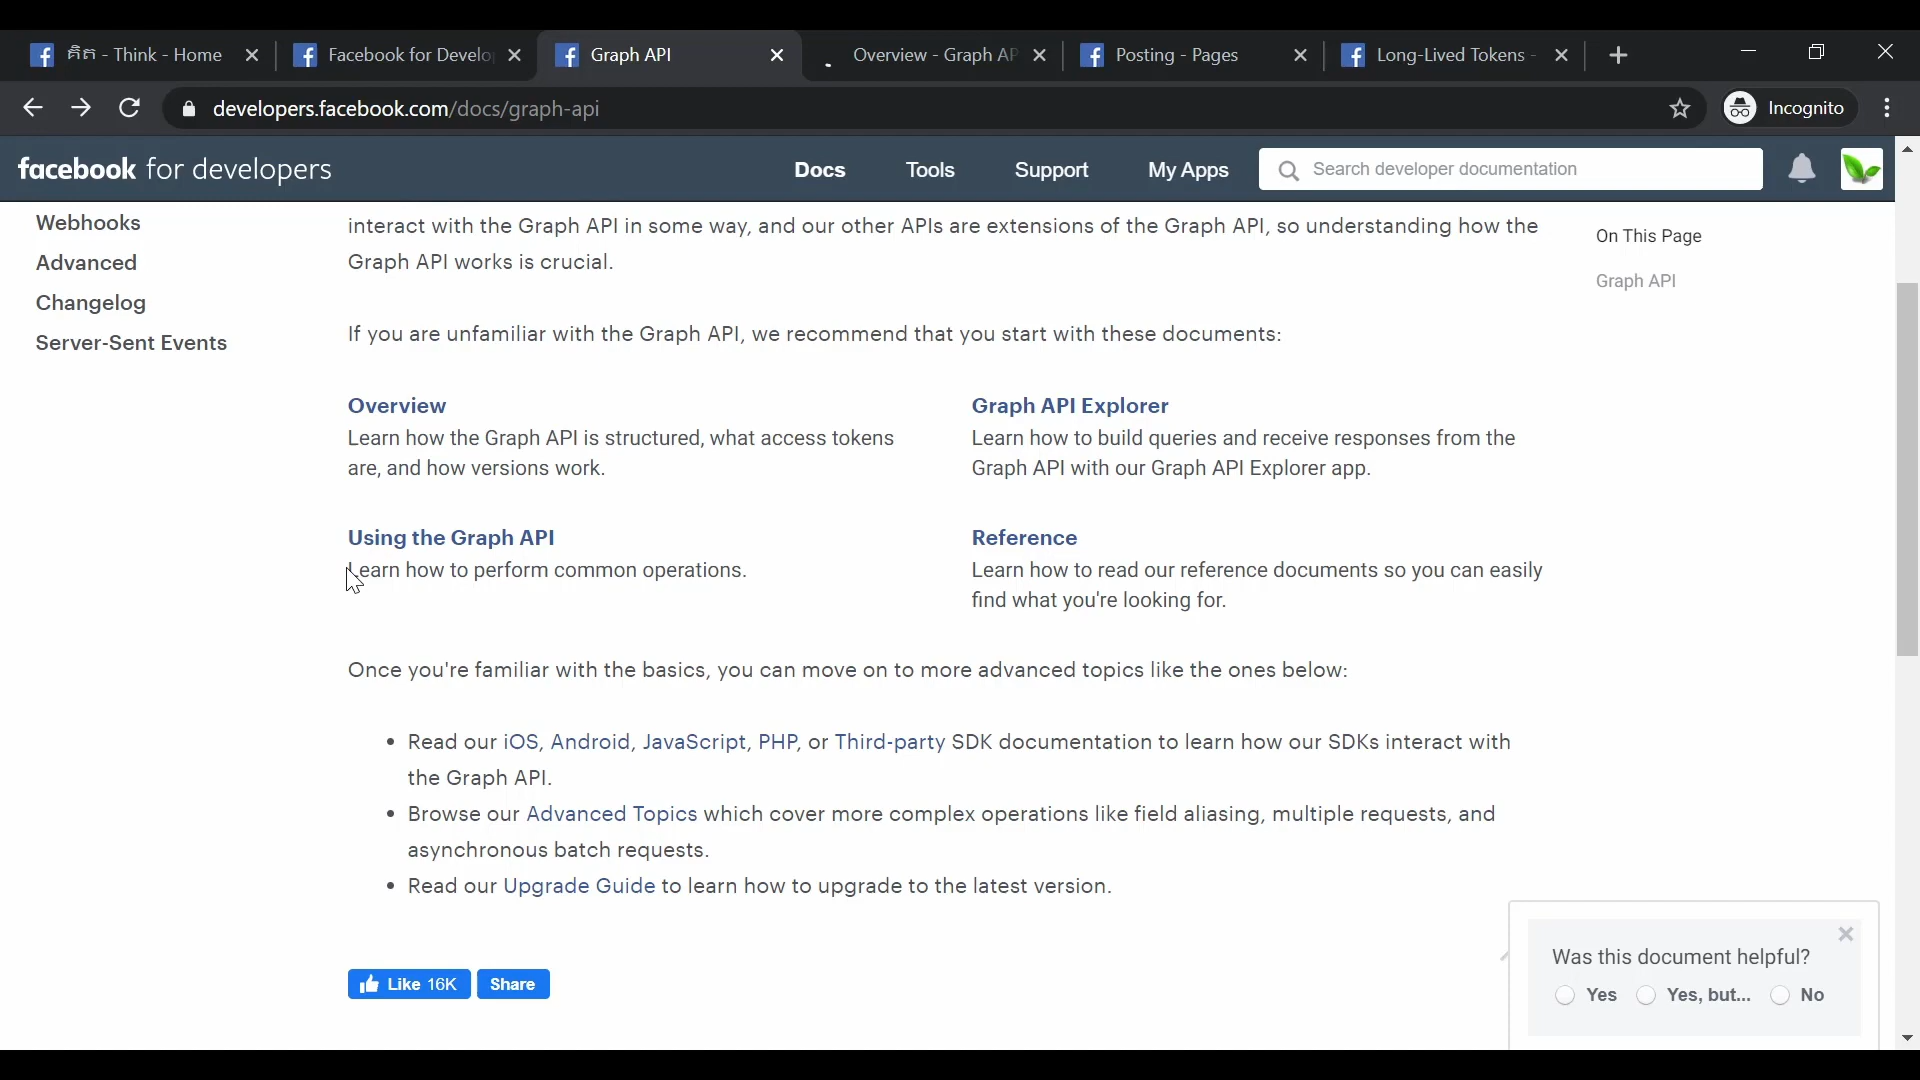 គិត - Think - Home
Facebook for Develo
Graph API
Overview - Graph AP
Posting - Pages
Long-Lived Tokens -
developers.facebook.com/docs/graph-api
Incognito
facebook for developers
Docs
Tools
Support
My Apps
Search developer documentation
Webhooks
Advanced
Changelog
Server-Sent Events
interact with the Graph API in some way, and our other APIs are extensions of the Graph API, so understanding how the
Graph API works is crucial.
If you are unfamiliar with the Graph API, we recommend that you start with these documents:
Overview
Learn how the Graph API is structured, what access tokens
are, and how versions work.
Graph API Explorer
Learn how to build queries and receive responses from the
Graph API with our Graph API Explorer app.
Using the Graph API
Learn how to perform common operations.
Reference
Learn how to read our reference documents so you can easily
find what you're looking for.
Once you're familiar with the basics, you can move on to more advanced topics like the ones below:
• Read our iOS, Android, JavaScript, PHP, or Third-party SDK documentation to learn how our SDKs interact with
the Graph API.
• Browse our Advanced Topics which cover more complex operations like field aliasing, multiple requests, and
asynchronous batch requests.
• Read our Upgrade Guide to learn how to upgrade to the latest version.
Like 16K
Share
On This Page
Graph API
Was this document helpful?
Yes
Yes, but...
No